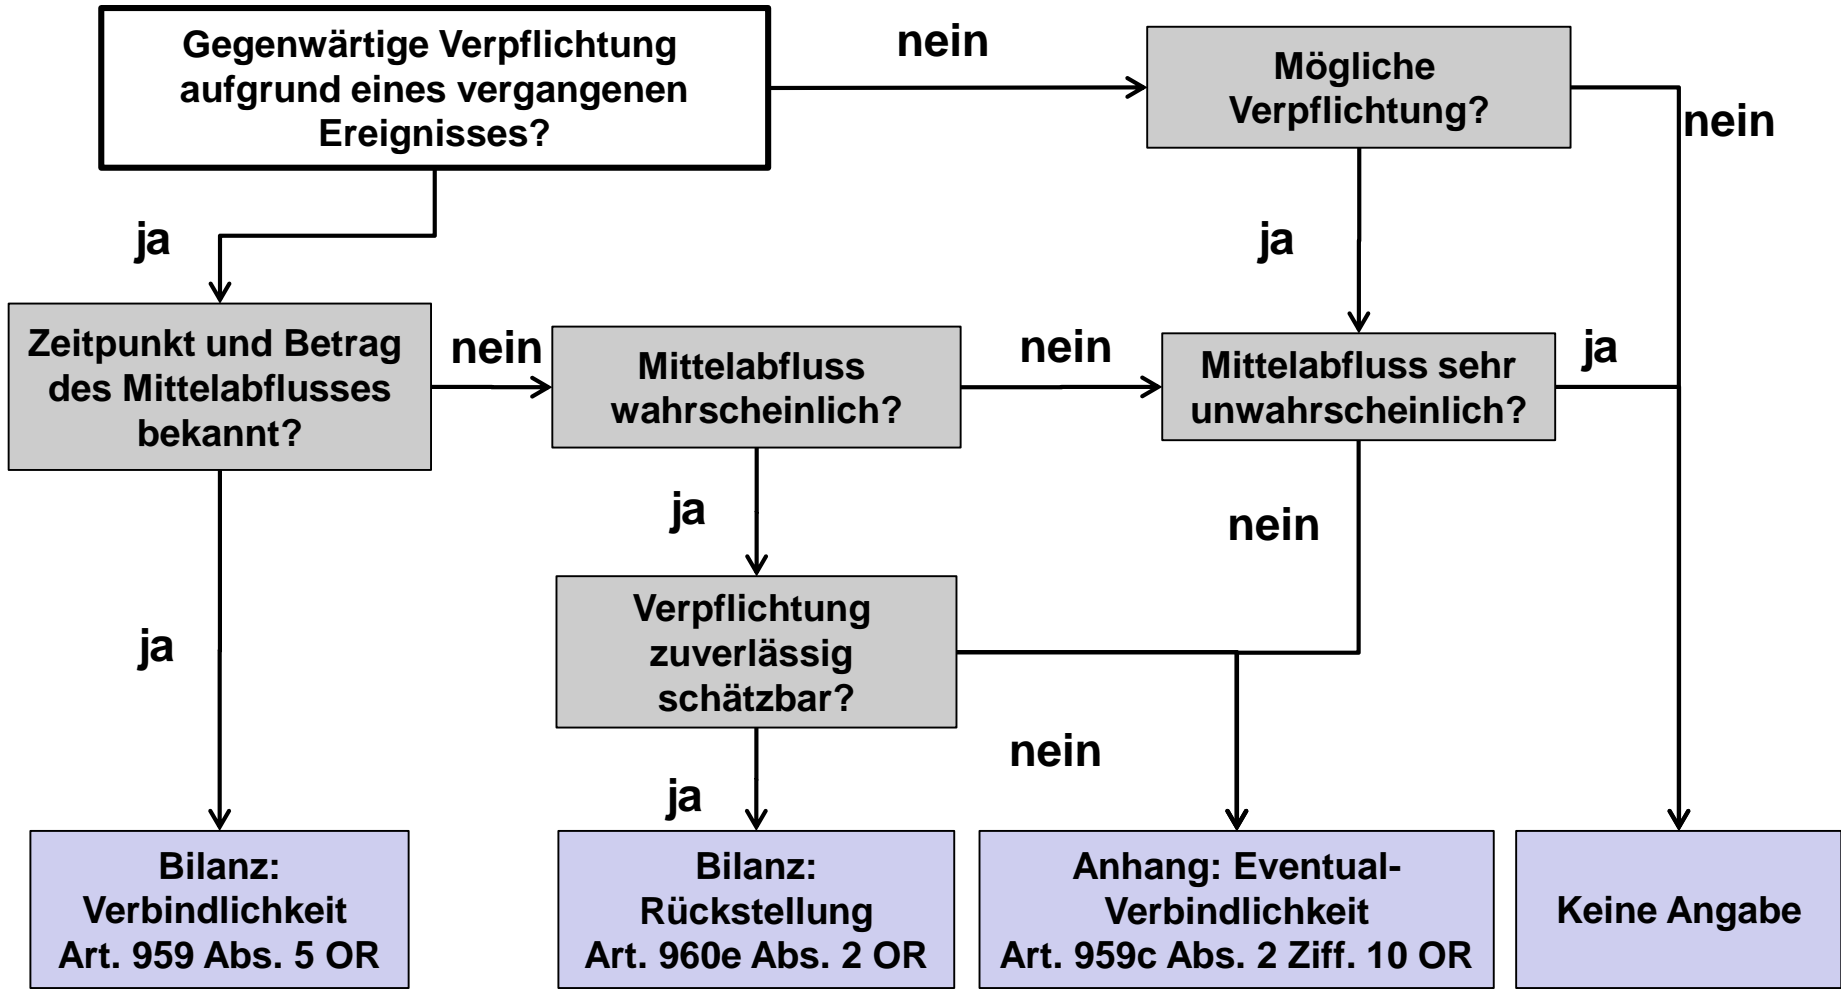 Gegenwärtige Verpflichtung
aufgrund eines vergangenen
Ereignisses?
nein
Mögliche
Verpflichtung?
nein
ja
ja
Zeitpunkt und Betrag
des Mittelabflusses
bekannt?
nein
Mittelabfluss
wahrscheinlich?
nein
Mittelabfluss sehr
unwahrscheinlich?
ja
ja
nein
ja
Verpflichtung
zuverlässig
schätzbar?
nein
ja
Bilanz:
Verbindlichkeit
Art. 959 Abs. 5 OR
Bilanz:
Rückstellung
Art. 960e Abs. 2 OR
Anhang: Eventual-
Verbindlichkeit
Art. 959c Abs. 2 Ziff. 10 OR
Keine Angabe